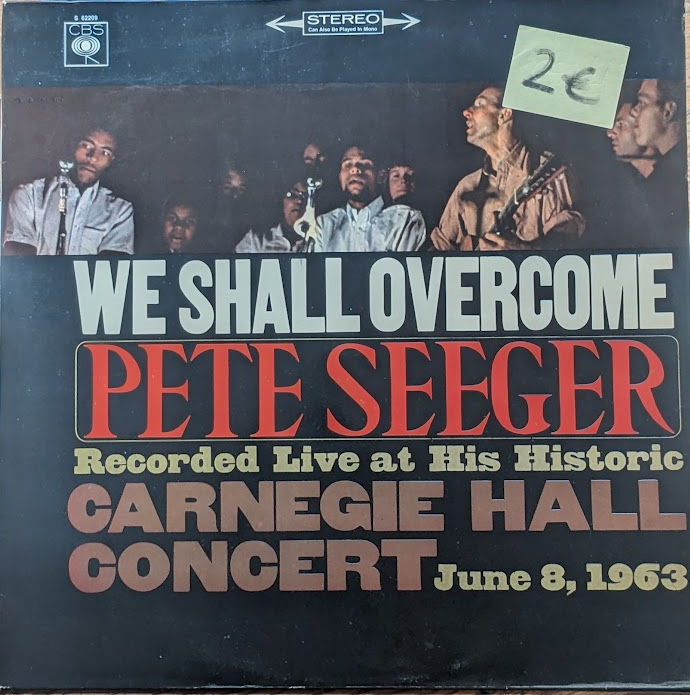 S 62209
CBS
STEREO
Can Also Be Played In Mono
2€
WE SHALL OVERCOME
PETE SEEGER
Recorded Live at His Historic
CARNEGIE HALL
CONCERT June 8, 1963